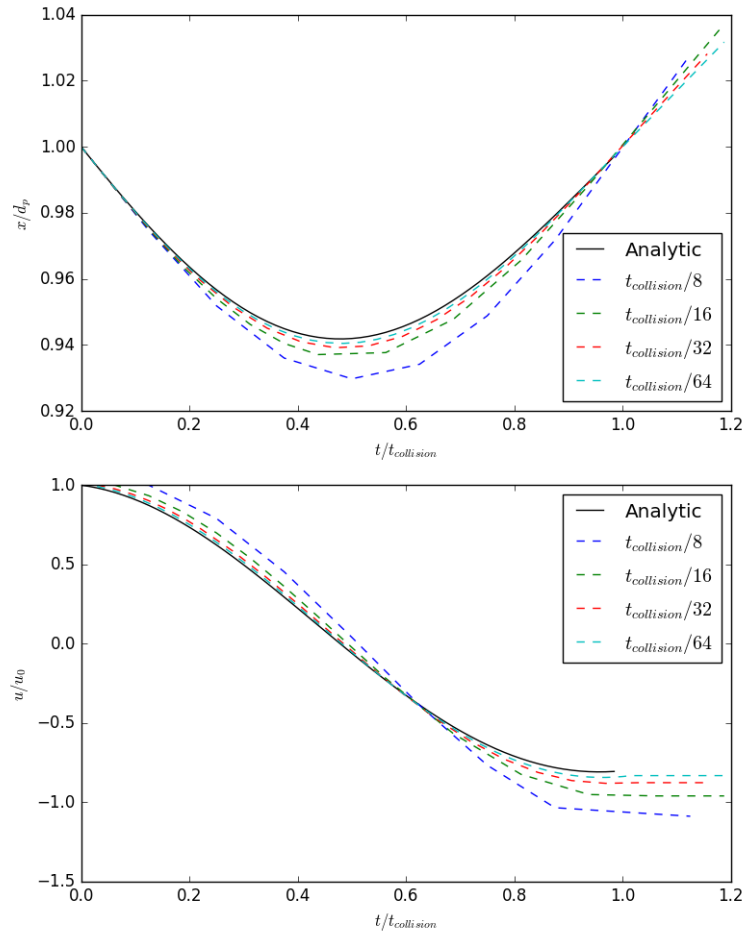 1.04
1.02
1.00
0.98
0.96
0.94
0.92
x/d_p
0.0 0.2 0.4 0.6 0.8 1.0 1.2
t/t_collision
Analytic
t_collision/8
t_collision/16
t_collision/32
t_collision/64
1.0
0.5
0.0
−0.5
−1.0
−1.5
u/u_0
0.0 0.2 0.4 0.6 0.8 1.0 1.2
t/t_collision
Analytic
t_collision/8
t_collision/16
t_collision/32
t_collision/64